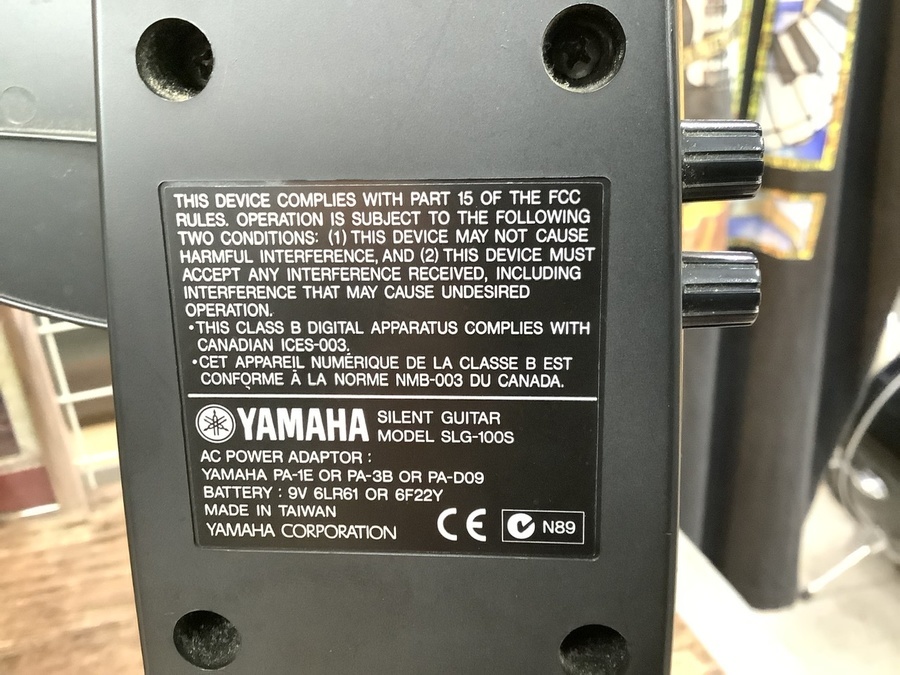 THIS DEVICE COMPLIES WITH PART 15 OF THE FCC
RULES. OPERATION IS SUBJECT TO THE FOLLOWING
TWO CONDITIONS: (1) THIS DEVICE MAY NOT CAUSE
HARMFUL INTERFERENCE, AND (2) THIS DEVICE MUST
ACCEPT ANY INTERFERENCE RECEIVED, INCLUDING
INTERFERENCE THAT MAY CAUSE UNDESIRED
OPERATION.
•THIS CLASS B DIGITAL APPARATUS COMPLIES WITH
CANADIAN ICES-003.
•CET APPAREIL NUMÉRIQUE DE LA CLASSE B EST
CONFORME À LA NORME NMB-003 DU CANADA.
YAMAHA SILENT GUITAR
MODEL SLG-100S
AC POWER ADAPTOR :
YAMAHA PA-1E OR PA-3B OR PA-D09
BATTERY : 9V 6LR61 OR 6F22Y
MADE IN TAIWAN
YAMAHA CORPORATION CE N89